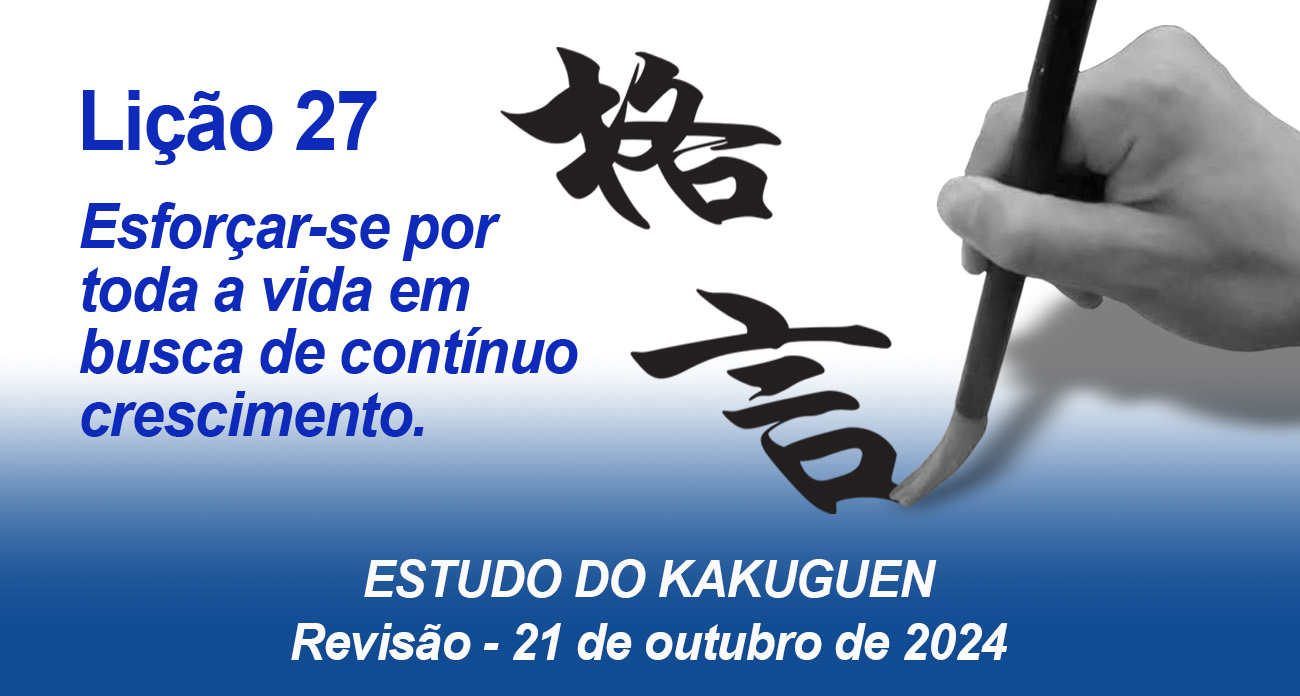 Lição 27
Esforçar-se por
toda a vida em
busca de contínuo
crescimento.
格
言
ESTUDO DO KAKUGUEN
Revisão - 21 de outubro de 2024